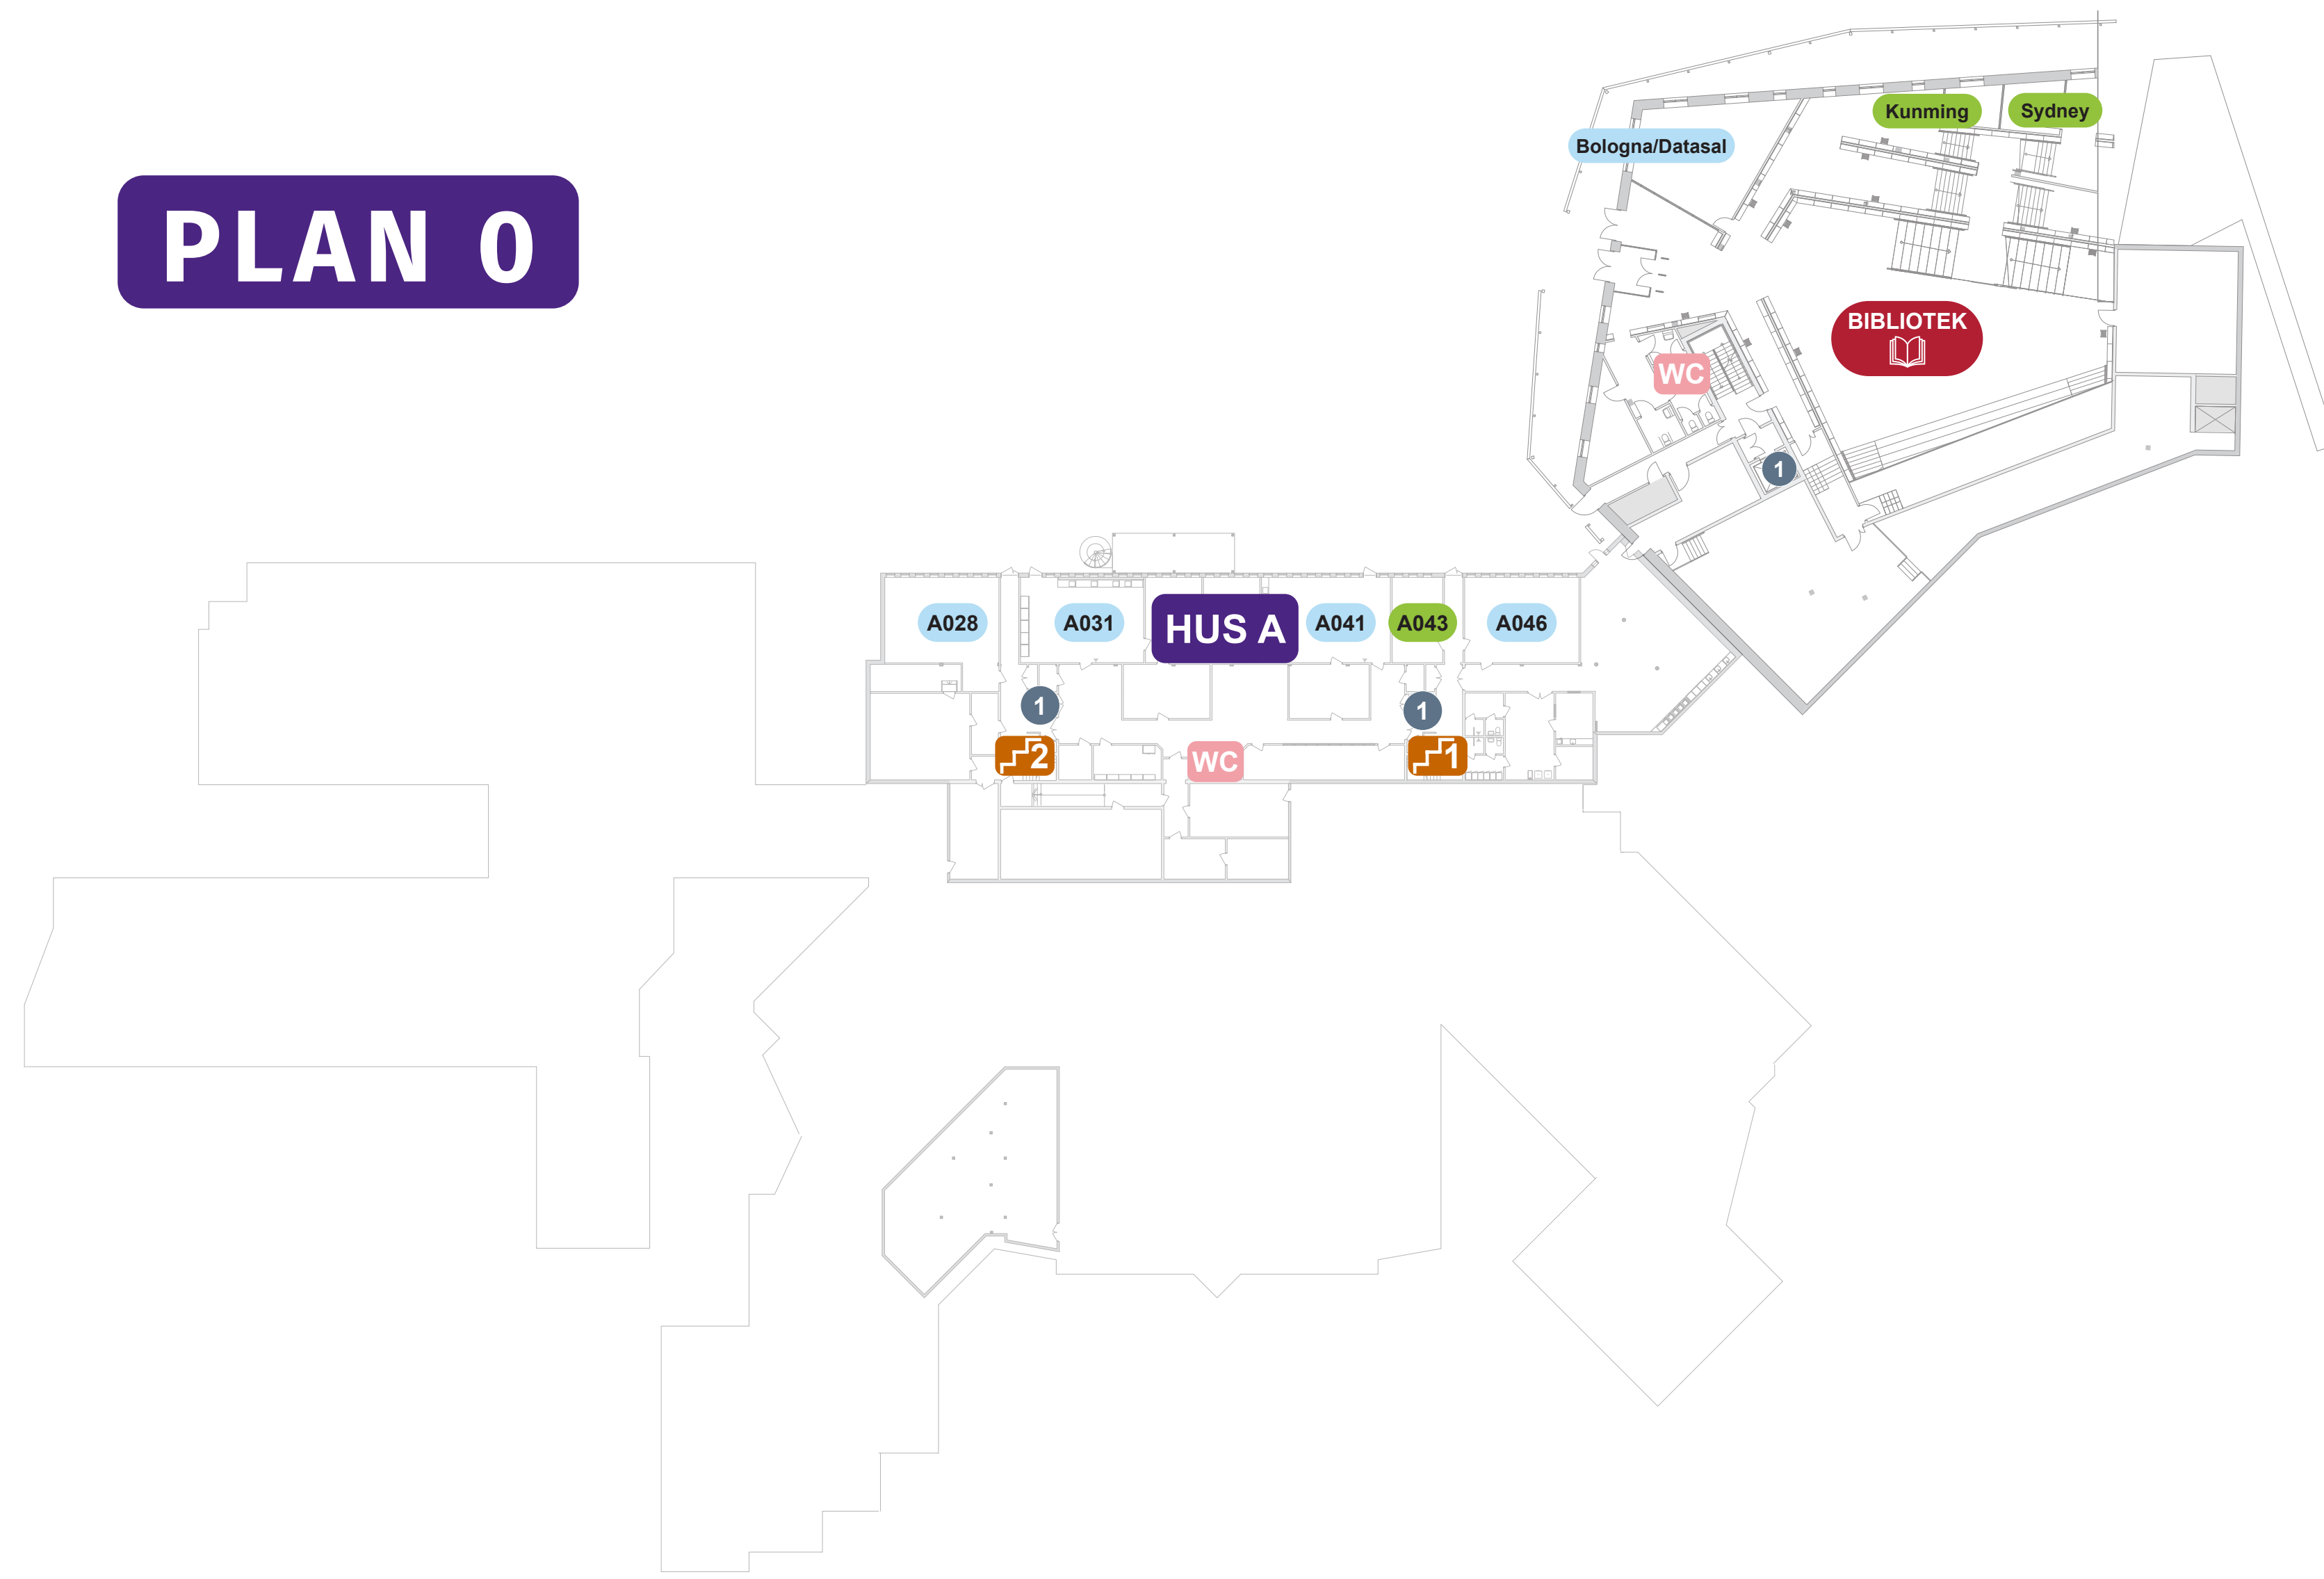 PLAN 0
Kunming
Sydney
Bologna/Datasal
BIBLIOTEK
WC
1
A028
A031
HUS A
A041
A043
A046
1
1
2
WC
1